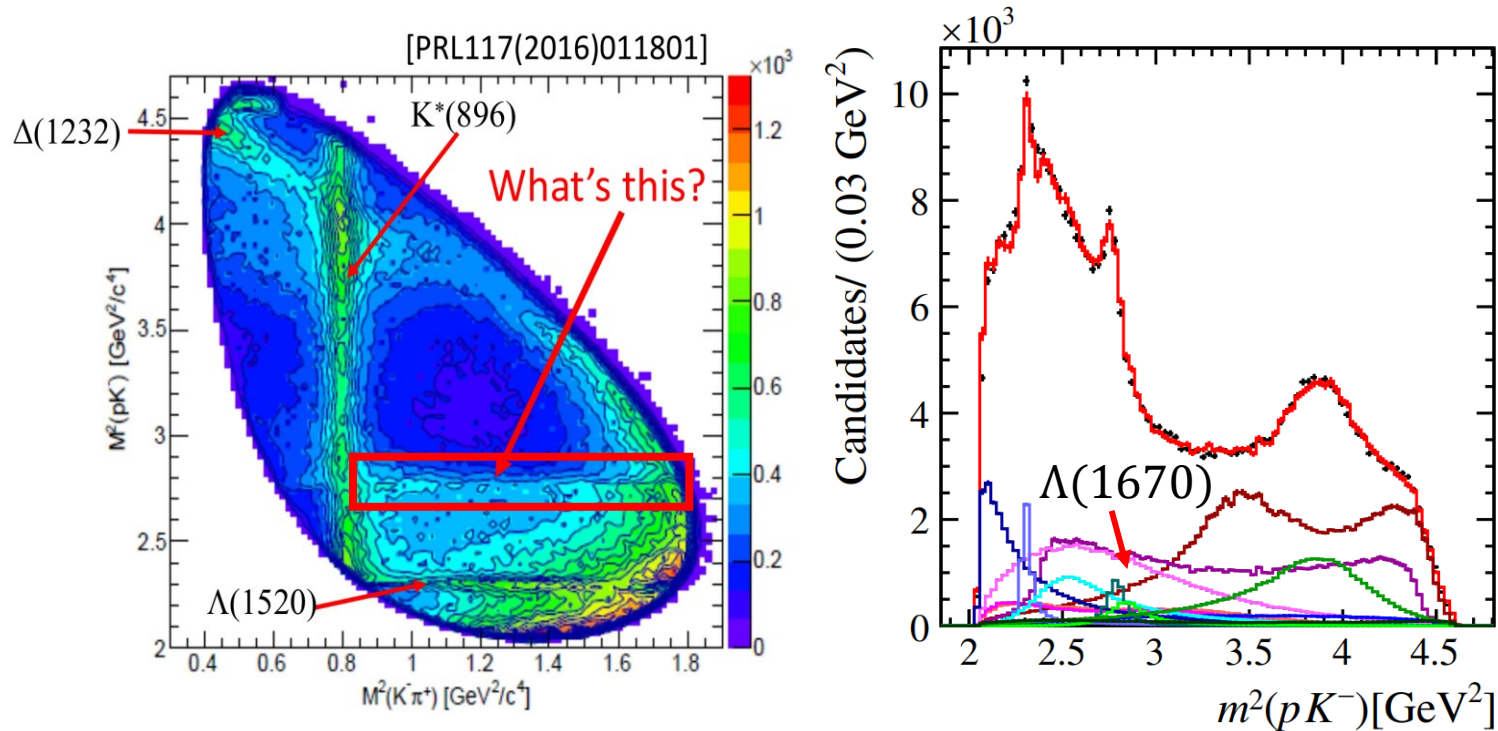 [PRL117(2016)011801]
×10³
Δ(1232)
K*(896)
What's this?
Λ(1520)
4.5
4
3.5
3
2.5
2
M²(pK⁻) [GeV²/c⁴]
0.4 0.6 0.8 1 1.2 1.4 1.6 1.8
M²(K⁻π⁺) [GeV²/c⁴]
1.2
1
0.8
0.6
0.4
0.2
0
×10³
Candidates/ (0.03 GeV²)
10
8
6
4
2
0
Λ(1670)
2 2.5 3 3.5 4 4.5
m²(pK⁻)[GeV²]